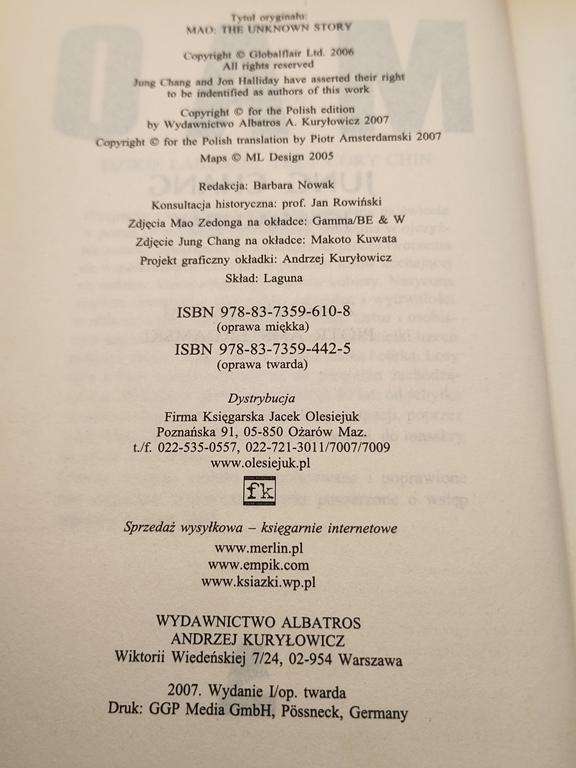 Tytuł oryginału:
MAO: THE UNKNOWN STORY
Copyright © Globalflair Ltd. 2006
All rights reserved
Jung Chang and Jon Halliday have asserted their right
to be indentified as authors of this work
Copyright © for the Polish edition
by Wydawnictwo Albatros A. Kuryłowicz 2007
Copyright © for the Polish translation by Piotr Amsterdamski 2007
Maps © ML Design 2005
Redakcja: Barbara Nowak
Konsultacja historyczna: prof. Jan Rowiński
Zdjęcia Mao Zedonga na okładce: Gamma/BE & W
Zdjęcie Jung Chang na okładce: Makoto Kuwata
Projekt graficzny okładki: Andrzej Kuryłowicz
Skład: Laguna
ISBN 978-83-7359-610-8
(oprawa miękka)
ISBN 978-83-7359-442-5
(oprawa twarda)
Dystrybucja
Firma Księgarska Jacek Olesiejuk
Poznańska 91, 05-850 Ożarów Maz.
t./f. 022-535-0557, 022-721-3011/7007/7009
www.olesiejuk.pl
fk
Sprzedaż wysyłkowa – księgarnie internetowe
www.merlin.pl
www.empik.com
www.ksiazki.wp.pl
WYDAWNICTWO ALBATROS
ANDRZEJ KURYŁOWICZ
Wiktorii Wiedeńskiej 7/24, 02-954 Warszawa
2007. Wydanie I/op. twarda
Druk: GGP Media GmbH, Pössneck, Germany